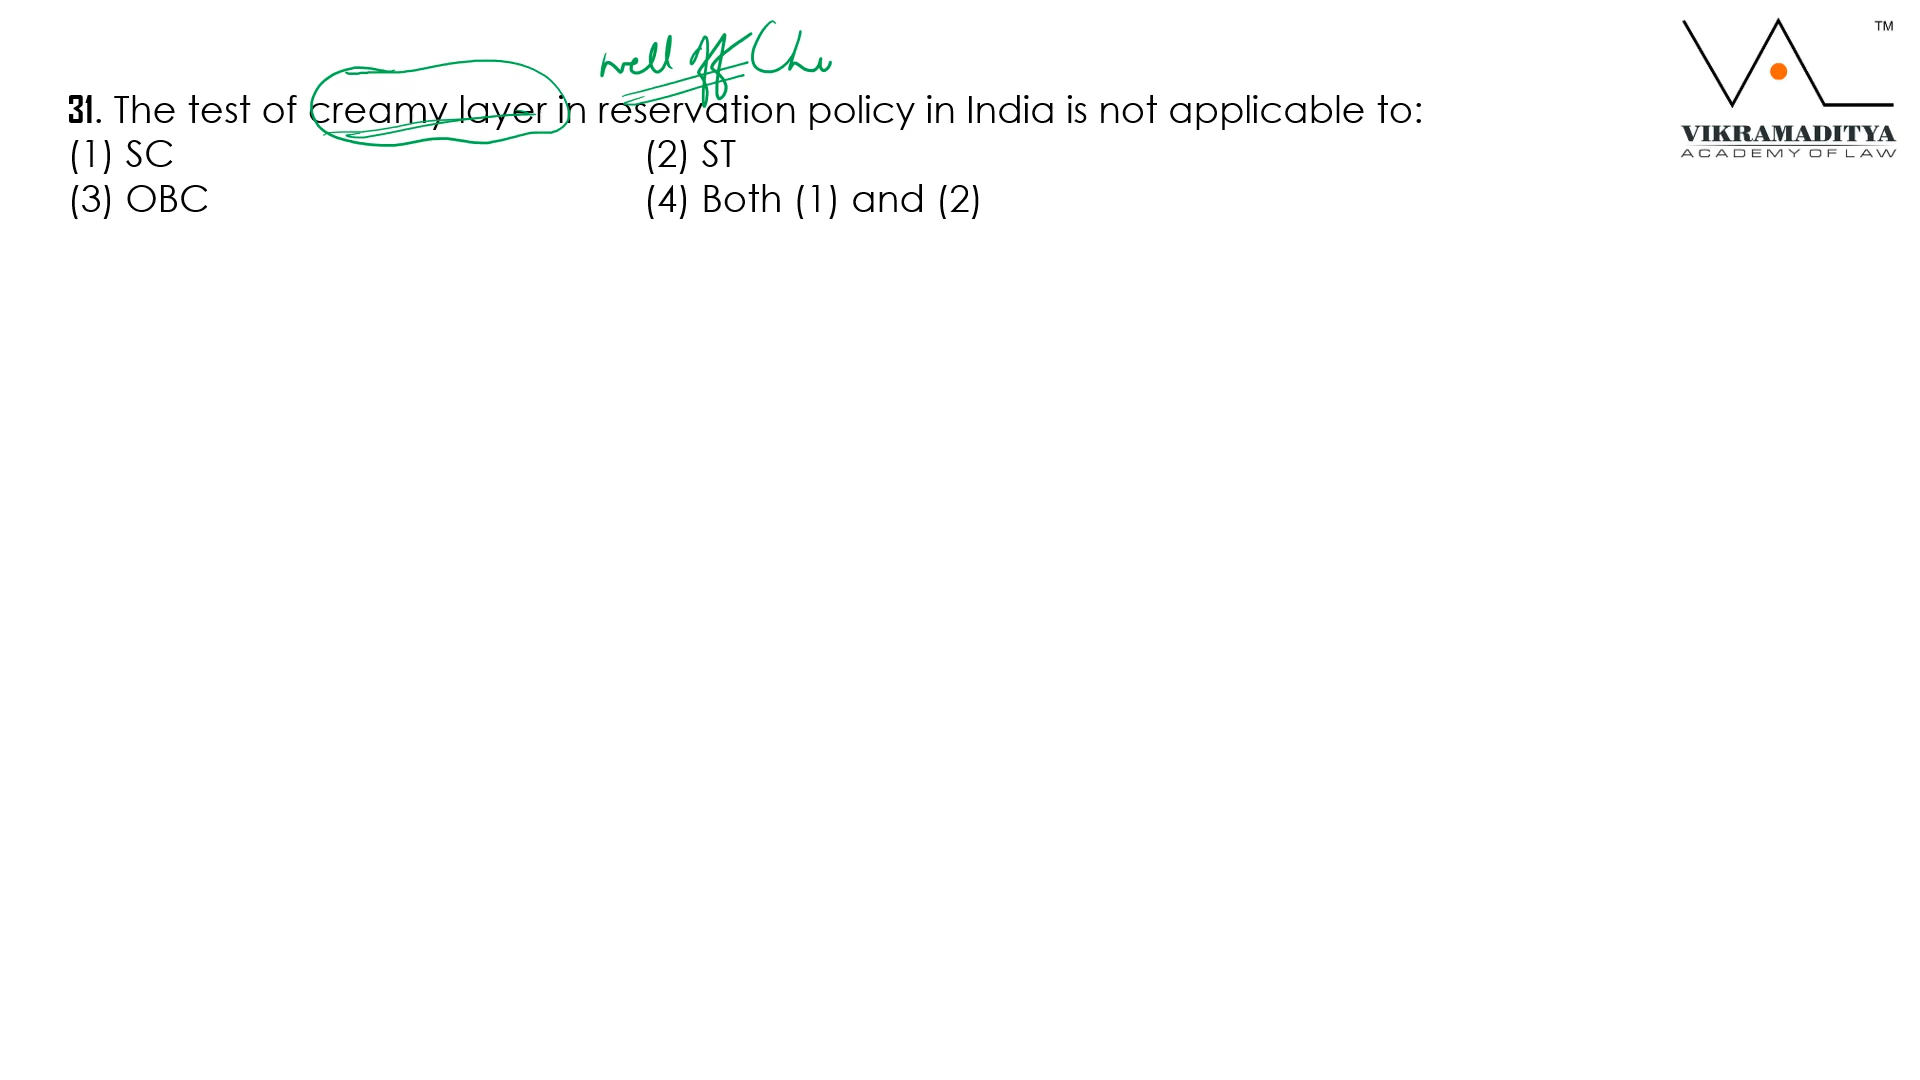 well off
31. The test of creamy layer in reservation policy in India is not applicable to:
(1) SC (2) ST
(3) OBC (4) Both (1) and (2)
TM
VIKRAMADITYA
ACADEMY OF LAW